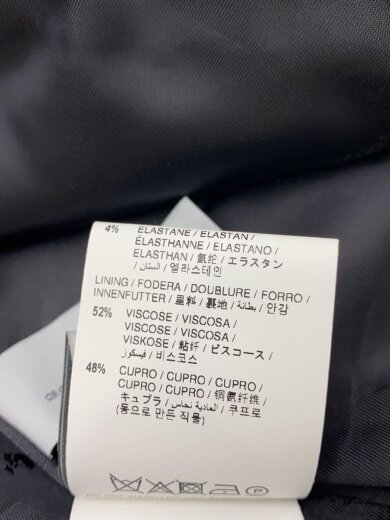 4% ELASTANE / ELASTAN /
ÉLASTHANNE / ELASTANO /
ELASTHAN / 氨纶 / エラスタン
/ الستان / 엘라스테인
LINING / FODERA / DOUBLURE / FORRO /
INNENFUTTER / 里料 / 裏地 / بطانة / 안감
52% VISCOSE / VISCOSA /
VISCOSE / VISCOSA /
VISKOSE / 粘纤 / ビスコース /
فيسكوز / 비스코스
48% CUPRO / CUPRO / CUPRO /
CUPRO / CUPRO / 铜氨纤维 /
キュプラ / العادية نحاس / 쿠프로
(동으로 만든 직물)
P